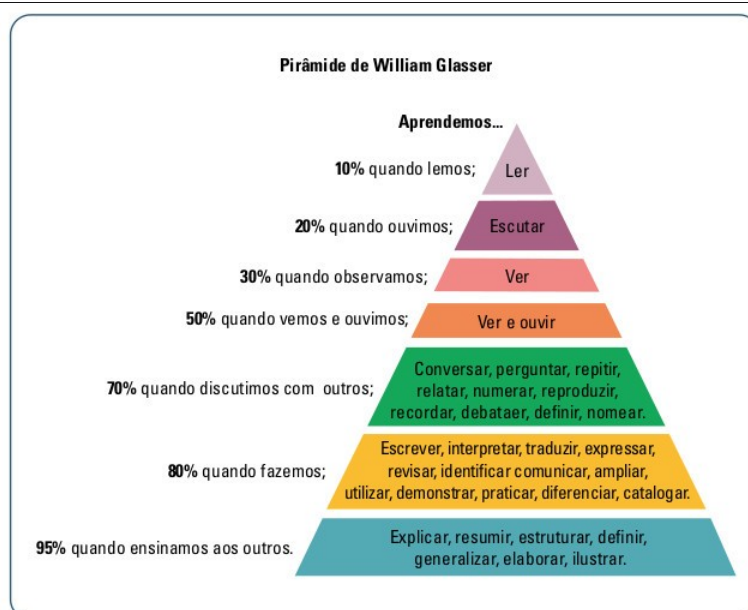 Pirâmide de William Glasser
Aprendemos...
10% quando lemos;
Ler
20% quando ouvimos;
Escutar
30% quando observamos;
Ver
50% quando vemos e ouvimos;
Ver e ouvir
70% quando discutimos com outros;
Conversar, perguntar, repitir,
relatar, numerar, reproduzir,
recordar, debataer, definir, nomear.
80% quando fazemos;
Escrever, interpretar, traduzir, expressar,
revisar, identificar comunicar, ampliar,
utilizar, demonstrar, praticar, diferenciar, catalogar.
95% quando ensinamos aos outros.
Explicar, resumir, estruturar, definir,
generalizar, elaborar, ilustrar.